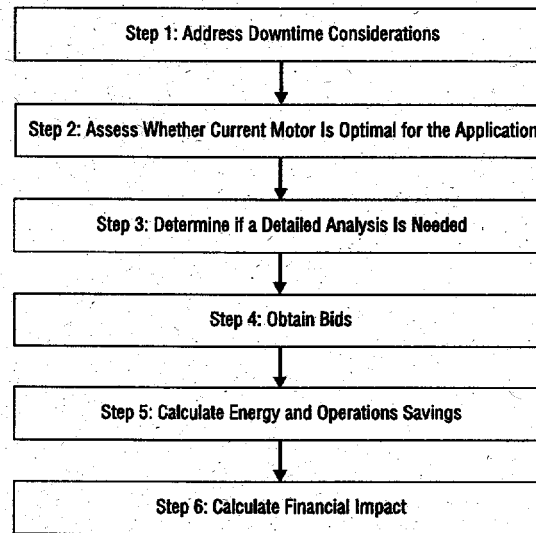 Step 1: Address Downtime Considerations
Step 2: Assess Whether Current Motor Is Optimal for the Application
Step 3: Determine if a Detailed Analysis Is Needed
Step 4: Obtain Bids
Step 5: Calculate Energy and Operations Savings
Step 6: Calculate Financial Impact